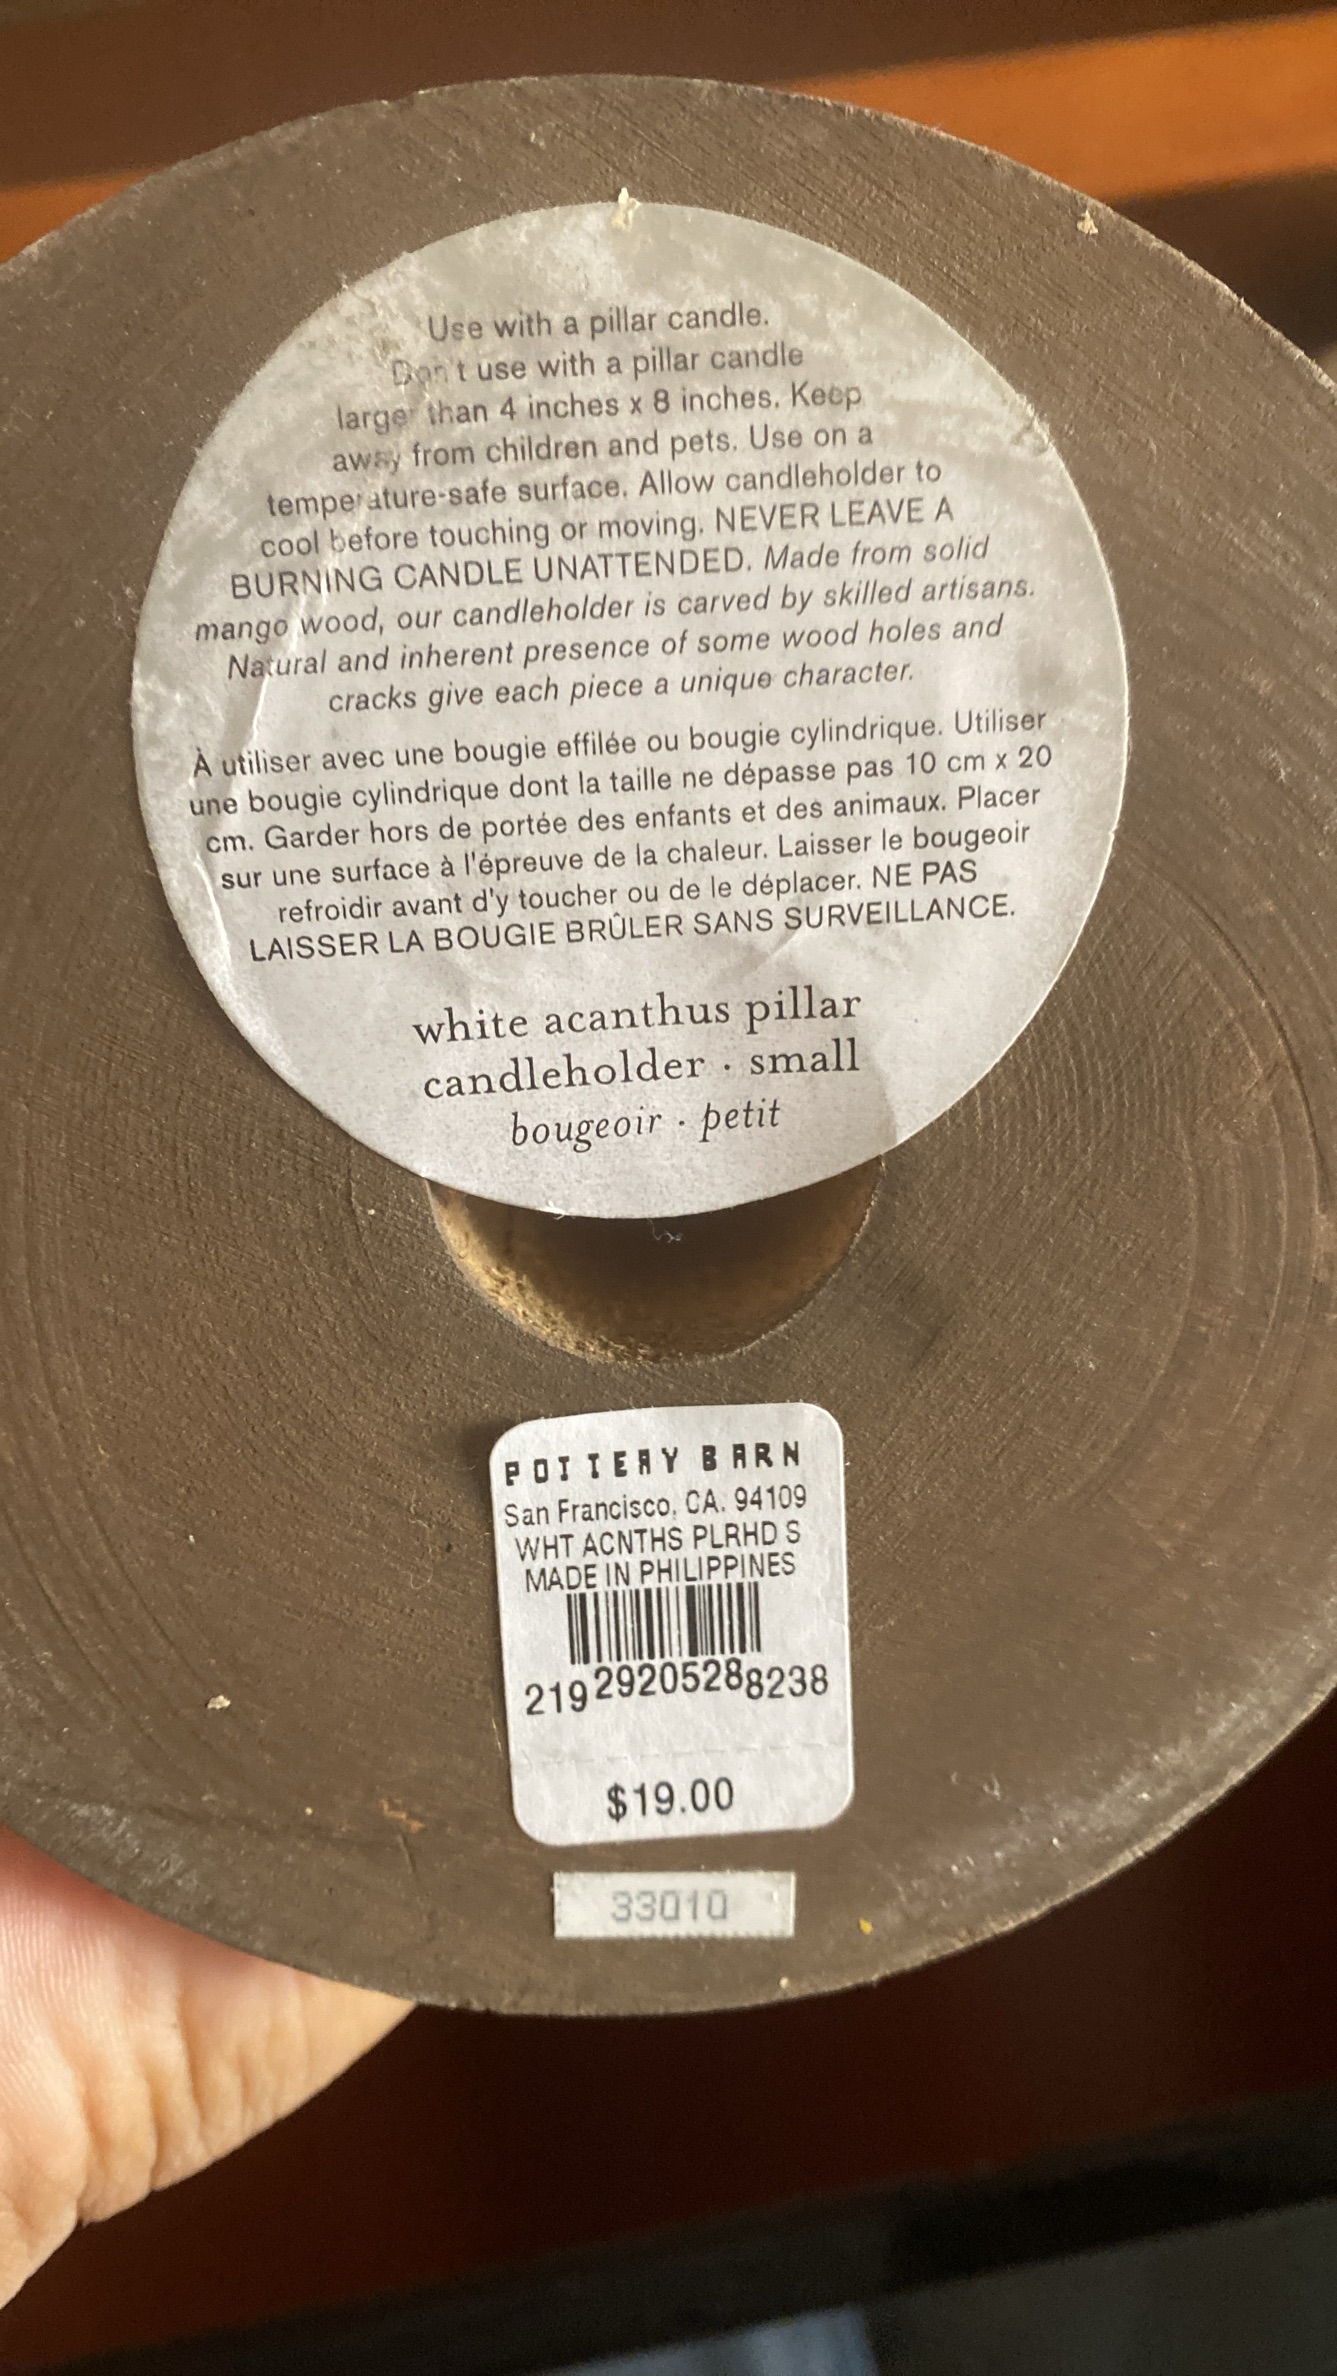 Use with a pillar candle.
Don't use with a pillar candle
larger than 4 inches x 8 inches. Keep
away from children and pets. Use on a
temperature-safe surface. Allow candleholder to
cool before touching or moving. NEVER LEAVE A
BURNING CANDLE UNATTENDED. Made from solid
mango wood, our candleholder is carved by skilled artisans.
Natural and inherent presence of some wood holes and
cracks give each piece a unique character.
À utiliser avec une bougie effilée ou bougie cylindrique. Utiliser
une bougie cylindrique dont la taille ne dépasse pas 10 cm x 20
cm. Garder hors de portée des enfants et des animaux. Placer
sur une surface à l'épreuve de la chaleur. Laisser le bougeoir
refroidir avant d'y toucher ou de le déplacer. NE PAS
LAISSER LA BOUGIE BRÛLER SANS SURVEILLANCE.
white acanthus pillar
candleholder · small
bougeoir · petit
POTTERY BARN
San Francisco, CA. 94109
WHT ACNTHS PLRHD S
MADE IN PHILIPPINES
219 2920528 8238
$19.00
33010